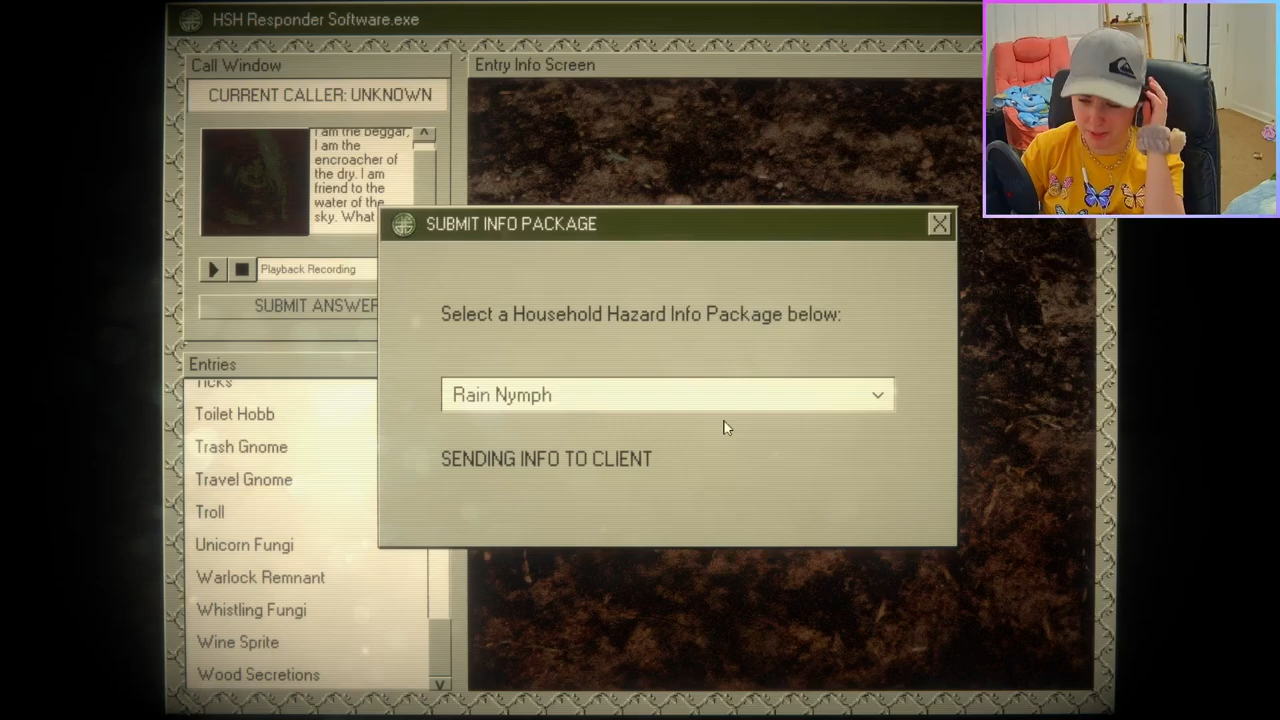 HSH Responder Software.exe
Call Window
Entry Info Screen
CURRENT CALLER: UNKNOWN
I am the beggar,
I am the
encroacher of
the dry. I am
friend to the
water of the
sky. What
SUBMIT INFO PACKAGE
Playback Recording
SUBMIT ANSWER
Select a Household Hazard Info Package below:
Rain Nymph
SENDING INFO TO CLIENT
Entries
Ticks
Toilet Hobb
Trash Gnome
Travel Gnome
Troll
Unicorn Fungi
Warlock Remnant
Whistling Fungi
Wine Sprite
Wood Secretions